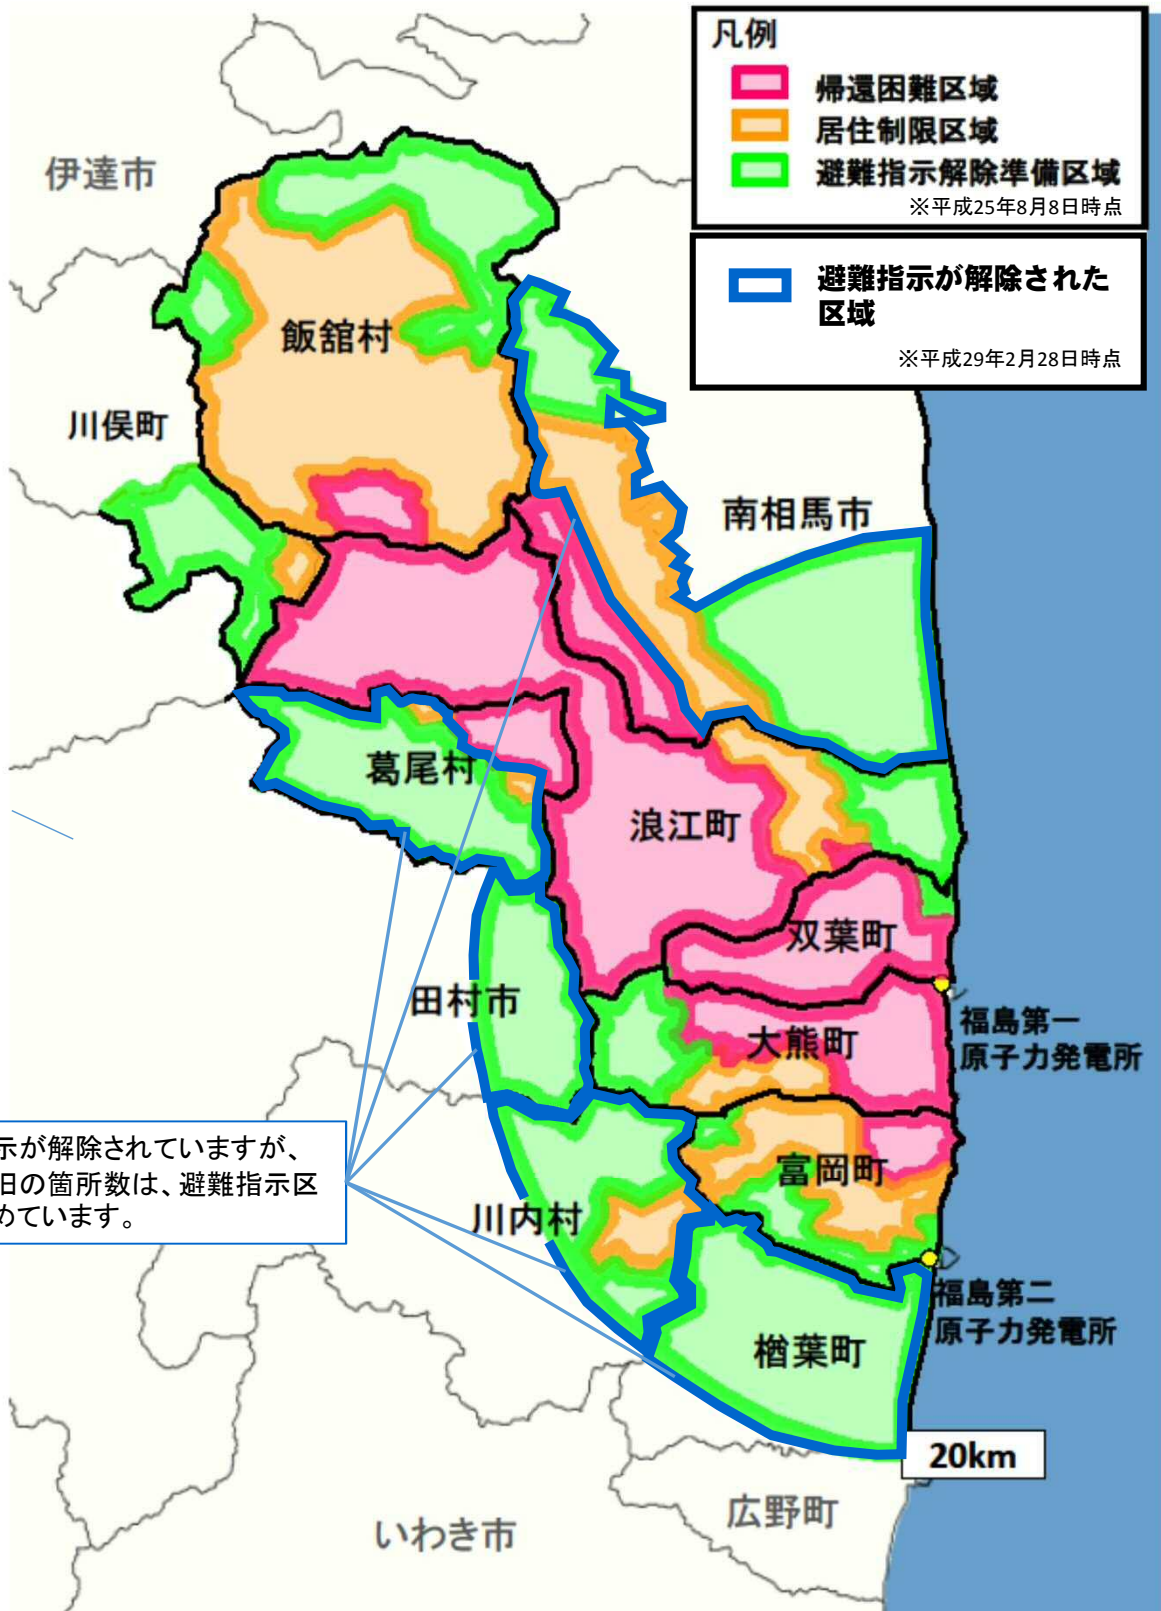 凡例
帰還困難区域
居住制限区域
避難指示解除準備区域
※平成25年8月8日時点
避難指示が解除された
区域
※平成29年2月28日時点
伊達市
飯舘村
川俣町
南相馬市
葛尾村
浪江町
双葉町
田村市
福島第一
原子力発電所
大熊町
示が解除されていますが、
旧の箇所数は、避難指示区
めています。
富岡町
川内村
福島第二
原子力発電所
楢葉町
20km
広野町
いわき市